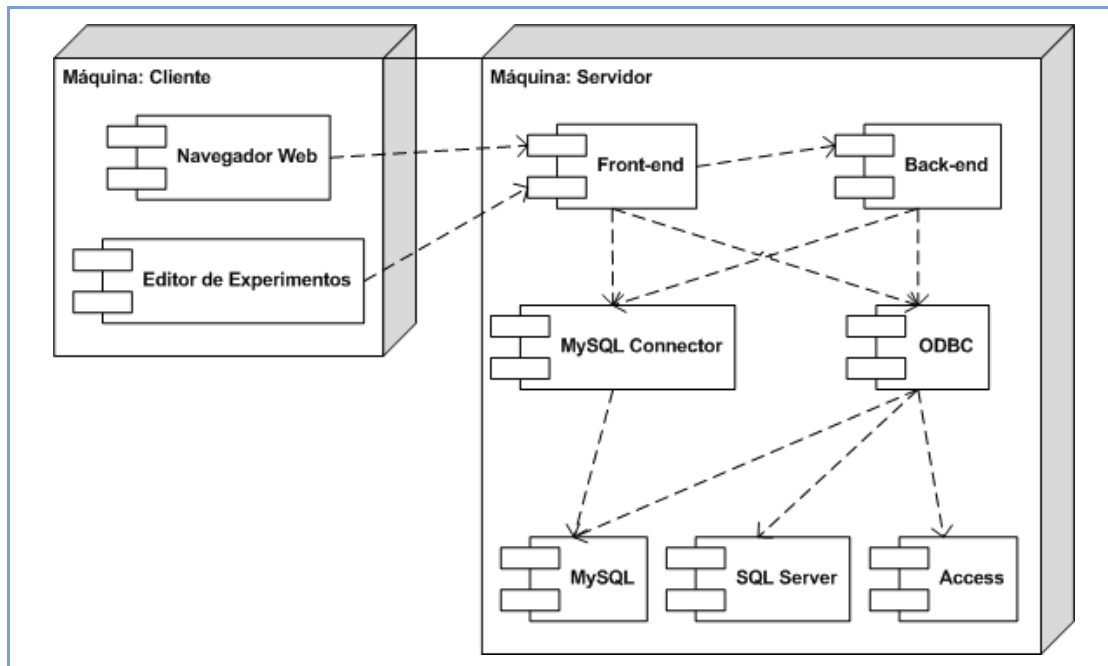 Máquina: Cliente
Navegador Web
Editor de Experimentos
Máquina: Servidor
Front-end
Back-end
MySQL Connector
ODBC
MySQL
SQL Server
Access